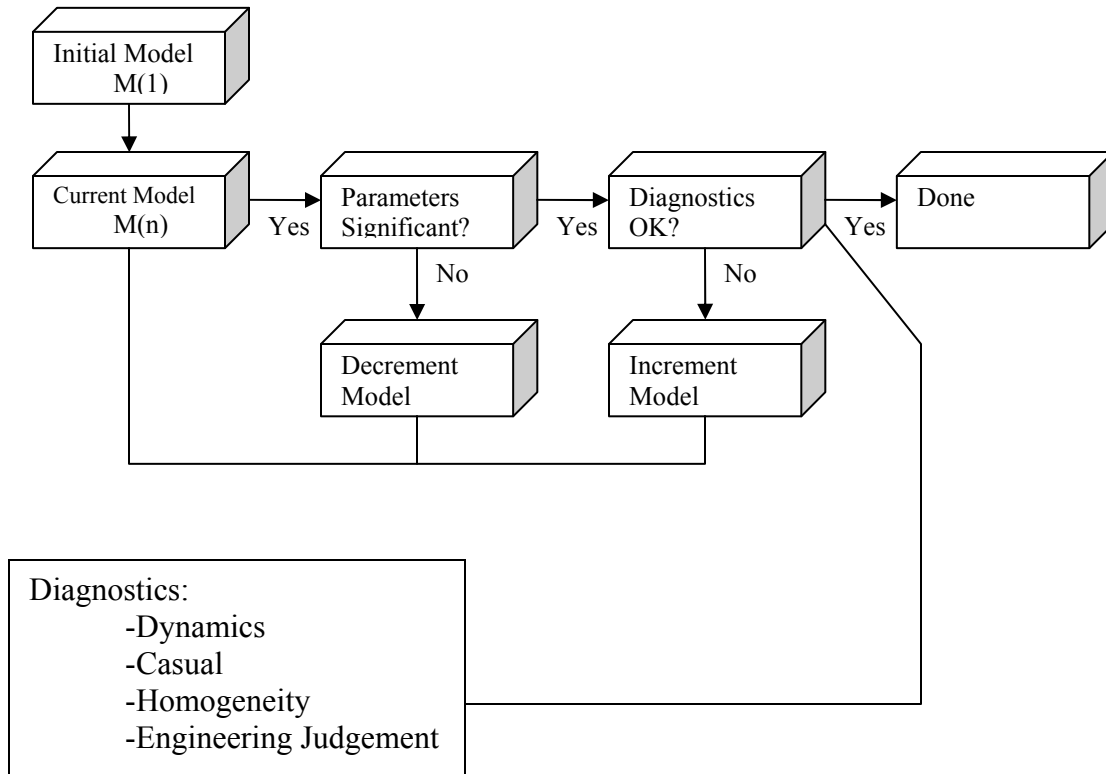 Initial Model
M(1)
Current Model
M(n)
Yes
Parameters
Significant?
Yes
No
Diagnostics
OK?
Yes
No
Done
Decrement
Model
Increment
Model
Diagnostics:
-Dynamics
-Casual
-Homogeneity
-Engineering Judgement